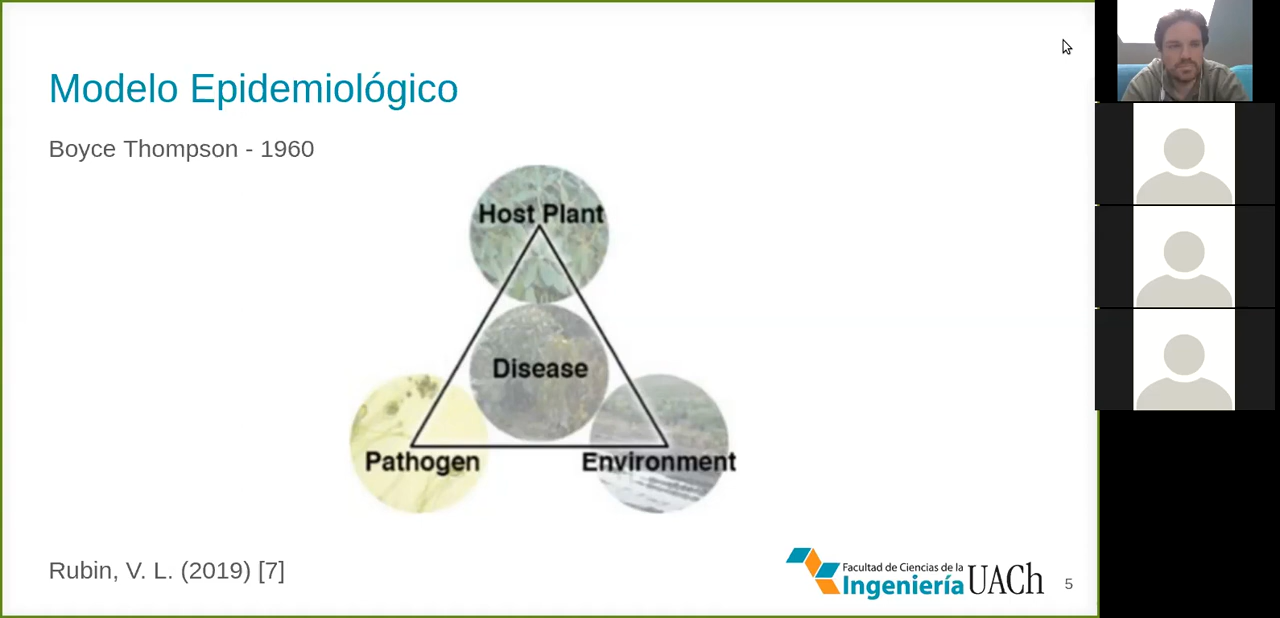 Modelo Epidemiológico
Boyce Thompson - 1960
Host Plant
Disease
Pathogen
Environment
Rubin, V. L. (2019) [7]
Facultad de Ciencias de la
Ingeniería UACh
5